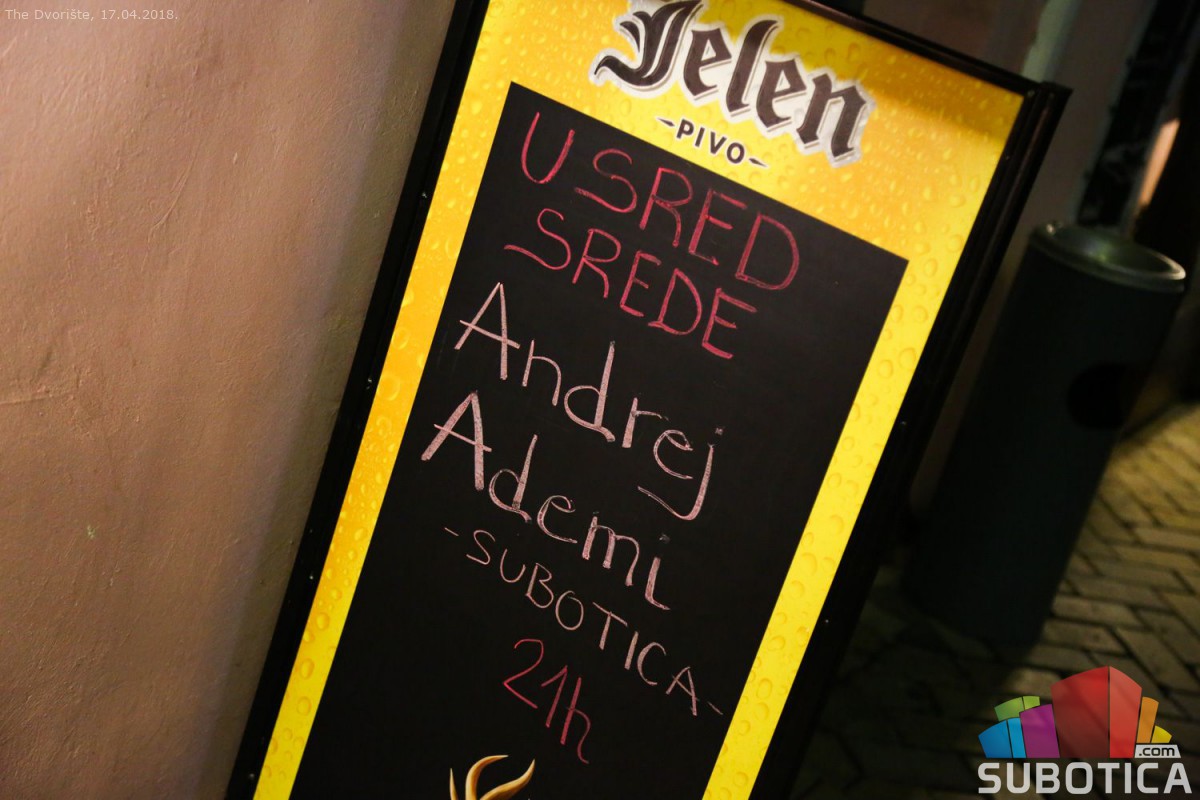 The Dvorište, 17.04.2018.
Jelen
-PIVO-
U SRED
SREDE
Andrej
Ademi
-SUBOTICA-
21h
.com
SUBOTICA